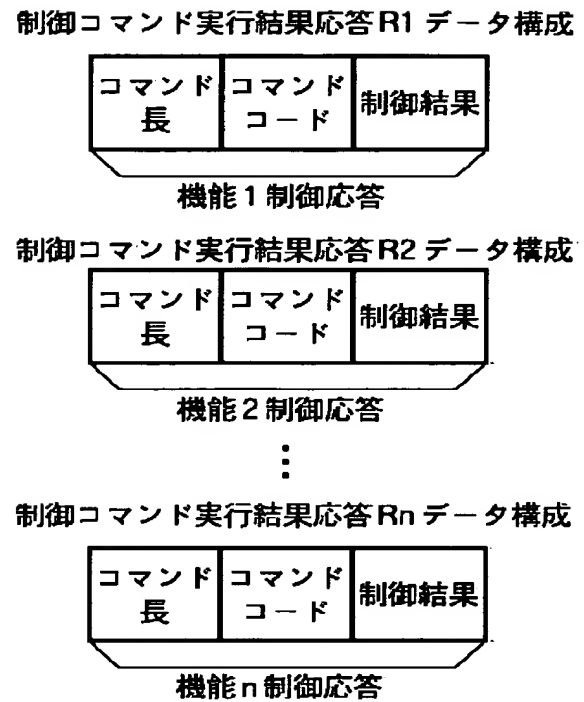 制御コマンド実行結果応答R1データ構成
コマンド長 コマンドコード 制御結果
機能1制御応答
制御コマンド実行結果応答R2データ構成
コマンド長 コマンドコード 制御結果
機能2制御応答
⋮
制御コマンド実行結果応答Rnデータ構成
コマンド長 コマンドコード 制御結果
機能n制御応答